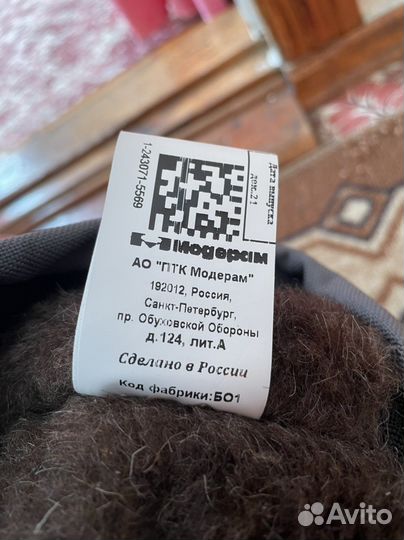 1-243071-5569
Дата выпуска
дек.21
Модерам
АО "ПТК Модерам"
192012, Россия,
Санкт-Петербург,
пр. Обуховской Обороны
д.124, лит.А
Сделано в России
Код фабрики:БО1
Avito